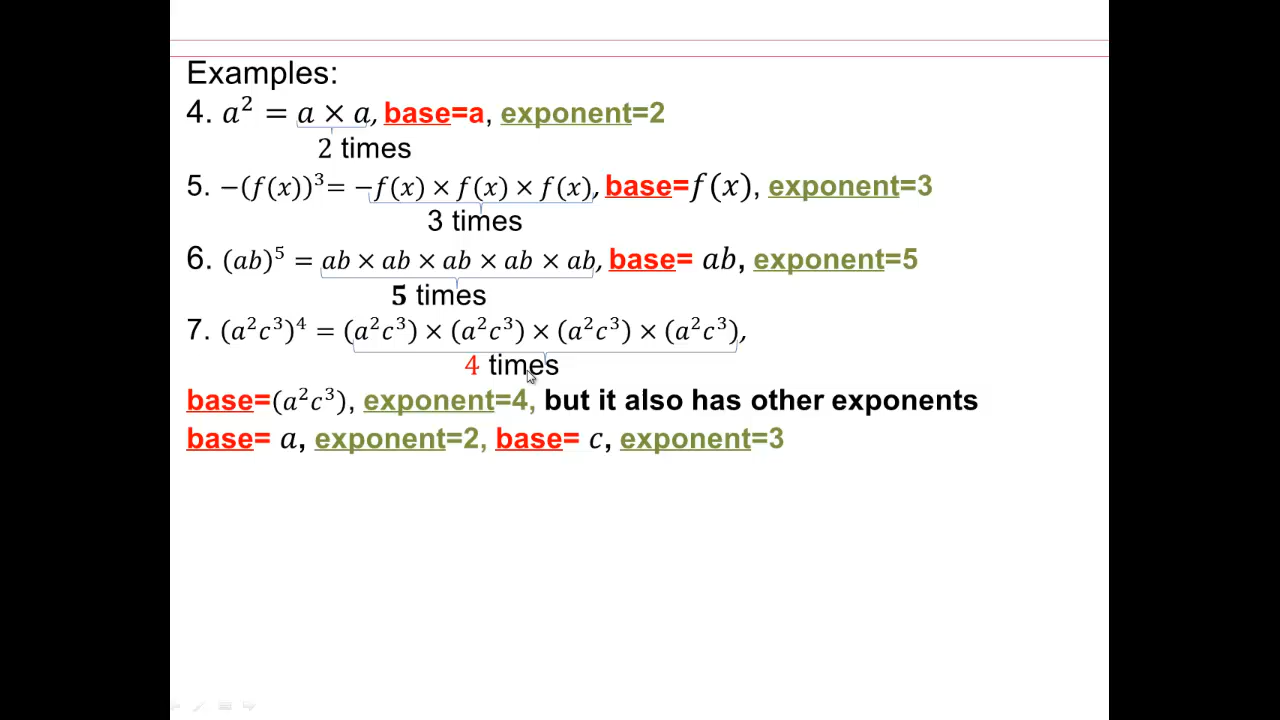 Examples:
4. a² = a × a, base=a, exponent=2
2 times
5. −(f(x))³= −f(x) × f(x) × f(x), base=f(x), exponent=3
3 times
6. (ab)⁵ = ab × ab × ab × ab × ab, base= ab, exponent=5
5 times
7. (a²c³)⁴ = (a²c³) × (a²c³) × (a²c³) × (a²c³),
4 times
base=(a²c³), exponent=4, but it also has other exponents
base= a, exponent=2, base= c, exponent=3